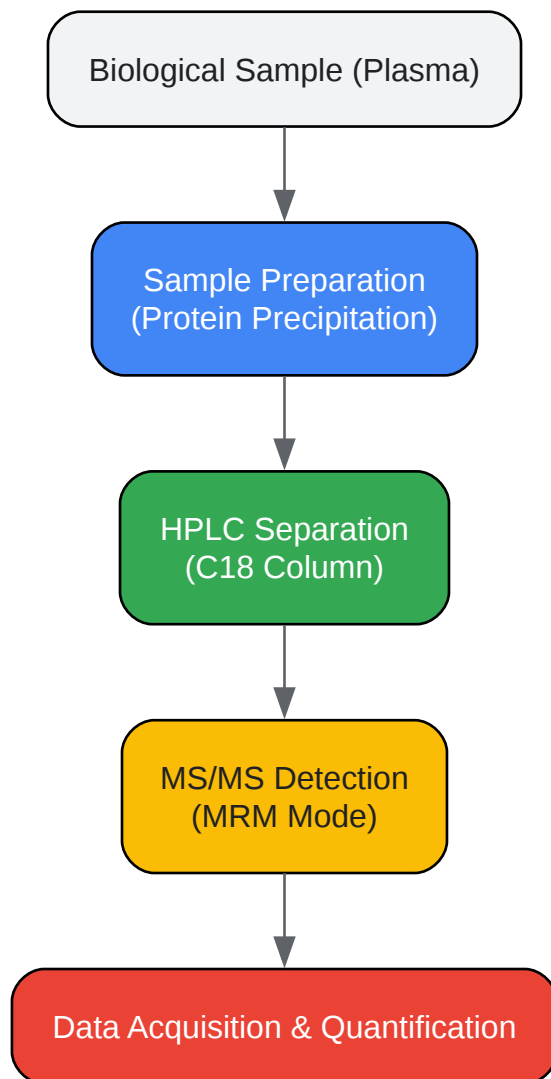 Biological Sample (Plasma)
Sample Preparation
(Protein Precipitation)
HPLC Separation
(C18 Column)
MS/MS Detection
(MRM Mode)
Data Acquisition & Quantification